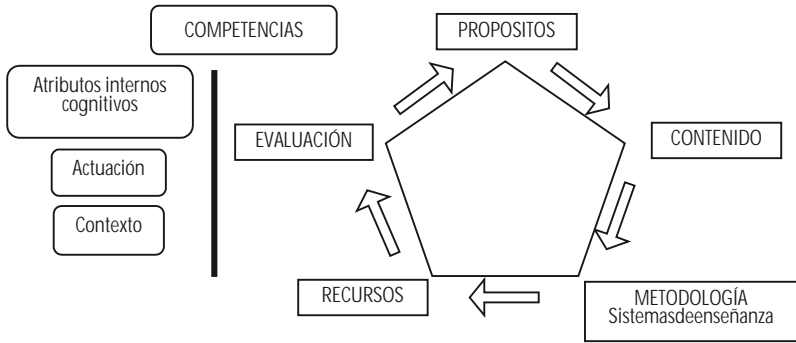 COMPETENCIAS
PROPOSITOS
Atributos internos
cognitivos
EVALUACIÓN
CONTENIDO
Actuación
Contexto
RECURSOS
METODOLOGÍA
Sistemasdeenseñanza